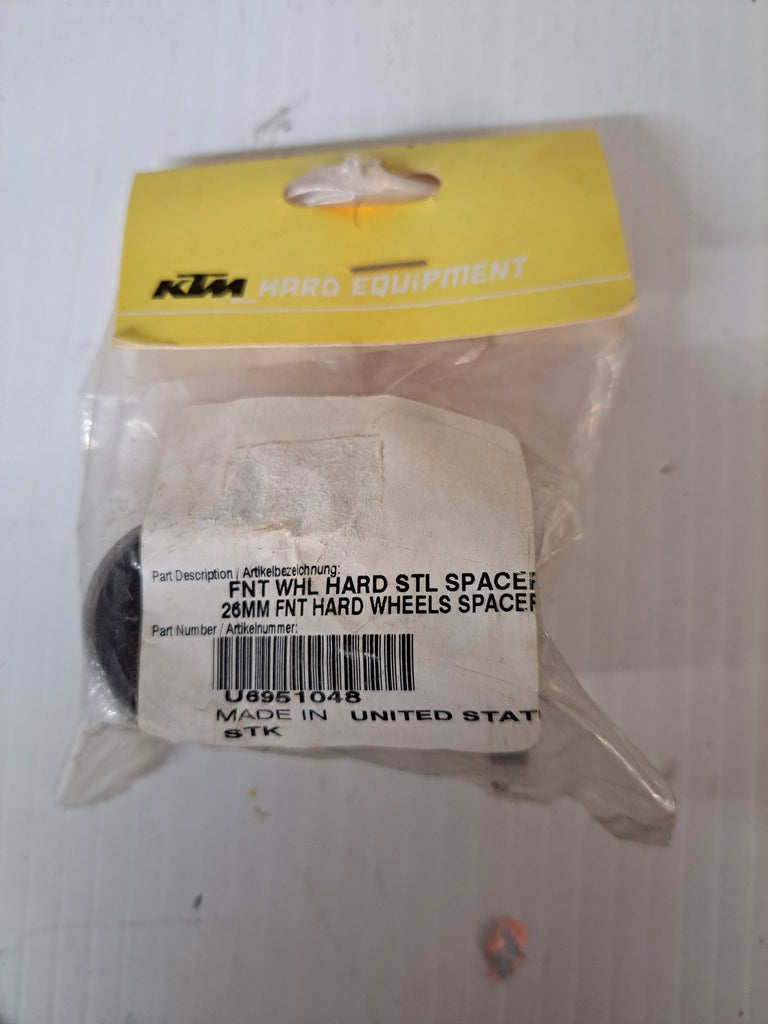 KTM HARD EQUIPMENT
Part Description / Artikelbezeichnung:
FNT WHL HARD STL SPACER
26MM FNT HARD WHEELS SPACER
Part Number / Artikelnummer:
U6951048
MADE IN UNITED STAT
STK